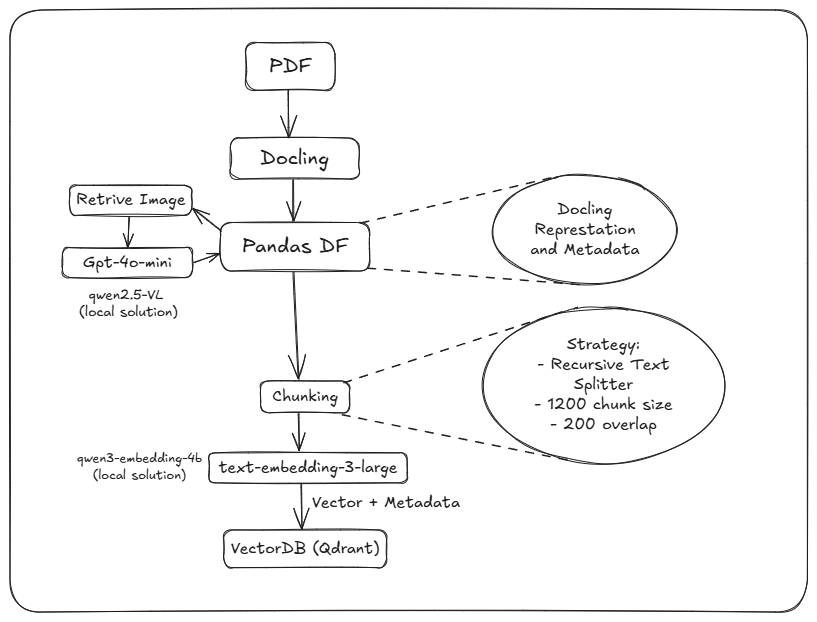 PDF
Docling
Retrive Image
Pandas DF
Gpt-4o-mini
qwen2.5-VL
(local solution)
Docling
Represtation
and Metadata
Chunking
Strategy:
- Recursive Text
Splitter
- 1200 chunk size
- 200 overlap
qwen3-embedding-4b
(local solution)
text-embedding-3-large
Vector + Metadata
VectorDB (Qdrant)